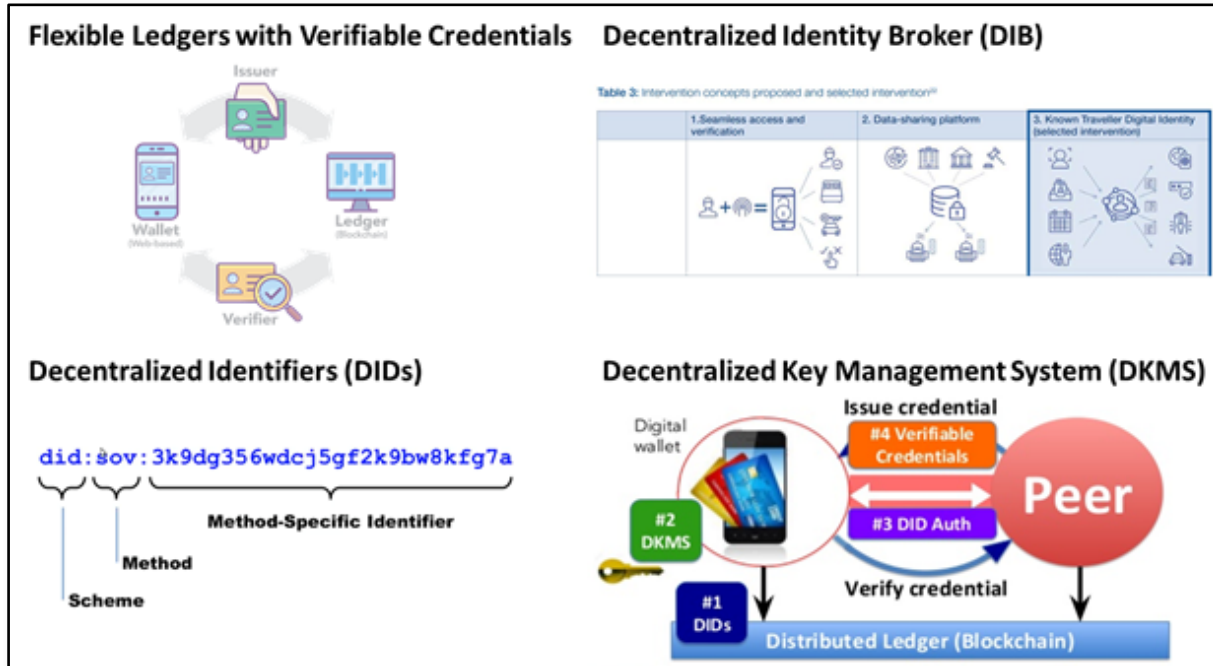 Flexible Ledgers with Verifiable Credentials
Issuer
Wallet
(Web-based)
Ledger
(Blockchain)
Verifier
Decentralized Identity Broker (DIB)
Table 3: Intervention concepts proposed and selected intervention
1.Seamless access and
verification
2. Data-sharing platform
3. Known Traveller Digital Identity
(selected intervention)
Decentralized Identifiers (DIDs)
did:sov:3k9dg356wdcj5gf2k9bw8kfg7a
Method-Specific Identifier
Method
Scheme
Decentralized Key Management System (DKMS)
Issue credential
Digital
wallet
#4 Verifiable
Credentials
Peer
#2
DKMS
#3 DID Auth
Verify credential
#1
DIDs
Distributed Ledger (Blockchain)